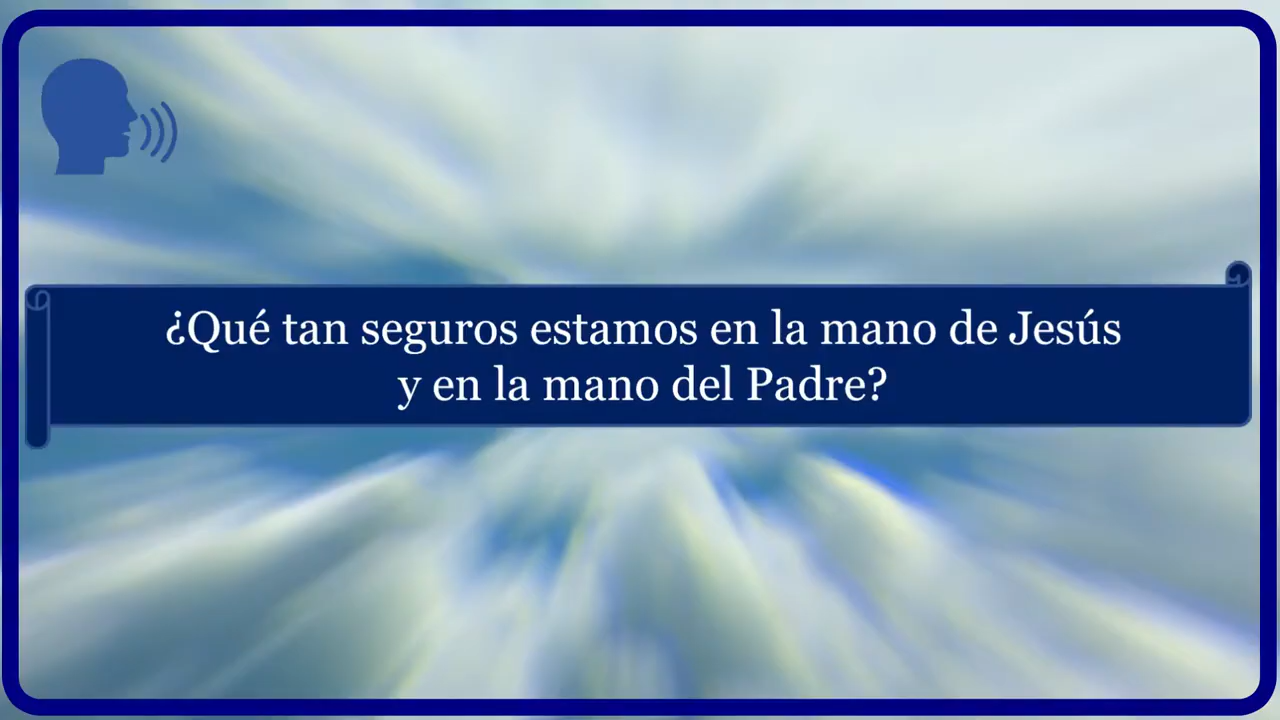 ¿Qué tan seguros estamos en la mano de Jesús
y en la mano del Padre?